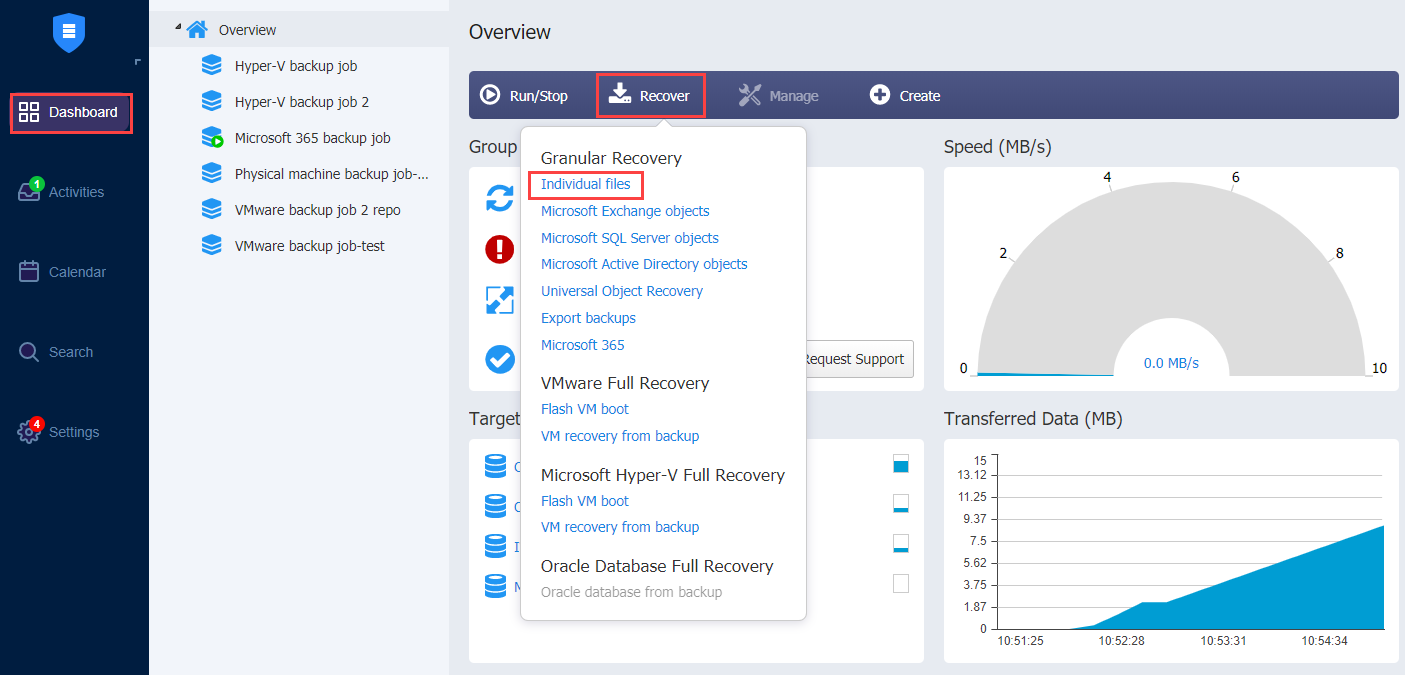 Dashboard
1
Activities
Calendar
Search
4
Settings
Overview
Hyper-V backup job
Hyper-V backup job 2
Microsoft 365 backup job
Physical machine backup job-...
VMware backup job 2 repo
VMware backup job-test
Overview
Run/Stop
Recover
Manage
Create
Group
Granular Recovery
Individual files
Microsoft Exchange objects
Microsoft SQL Server objects
Microsoft Active Directory objects
Universal Object Recovery
Export backups
Microsoft 365
VMware Full Recovery
Flash VM boot
VM recovery from backup
Microsoft Hyper-V Full Recovery
Flash VM boot
VM recovery from backup
Oracle Database Full Recovery
Oracle database from backup
Request Support
Target
Speed (MB/s)
0
2
4
6
8
10
0.0 MB/s
Transferred Data (MB)
15
13.12
11.25
9.37
7.5
5.62
3.75
1.87
0
10:51:25
10:52:28
10:53:31
10:54:34